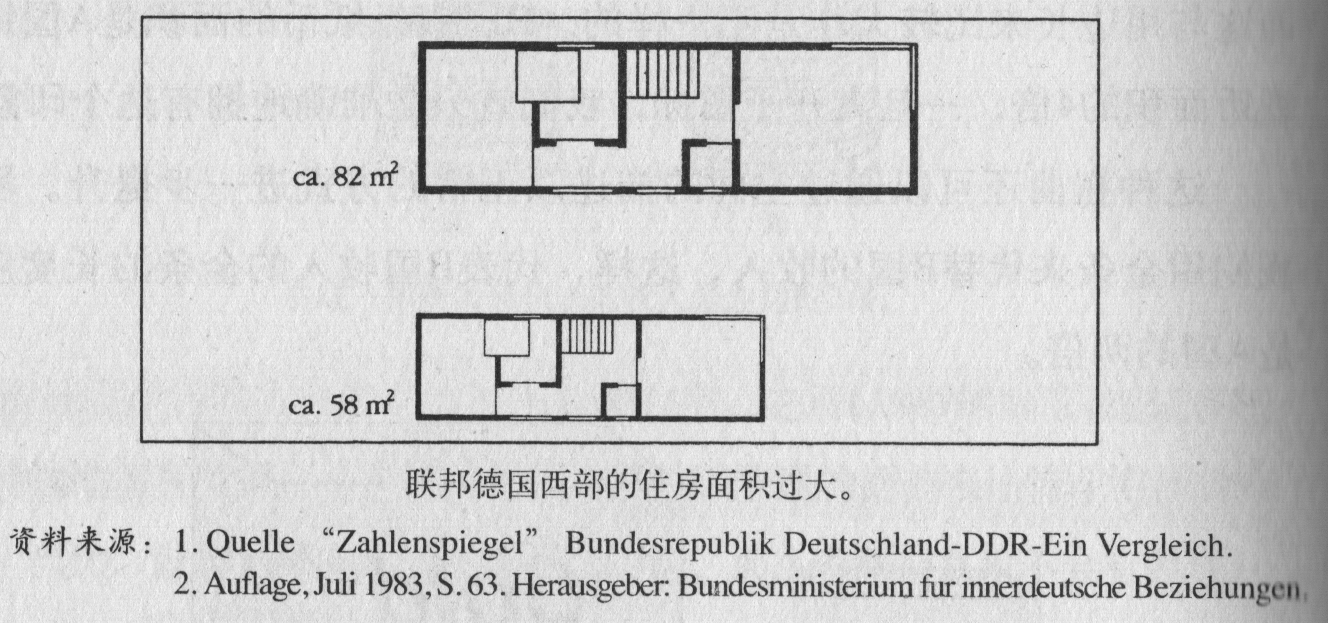 ca. 82 m²
ca. 58 m²
联邦德国西部的住房面积过大。
资料来源：1. Quelle “Zahlenspiegel” Bundesrepublik Deutschland-DDR-Ein Vergleich.
2. Auflage, Juli 1983, S. 63. Herausgeber: Bundesministerium fur innerdeutsche Beziehungen,